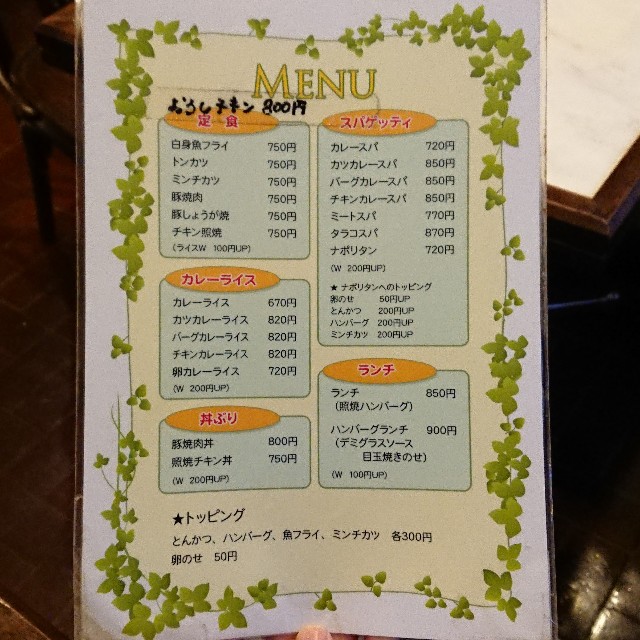 MENU
おろしチキン 800円
定食
白身魚フライ 750円
トンカツ 750円
ミンチカツ 750円
豚焼肉 750円
豚しょうが焼 750円
チキン照焼 750円
(ライスW 100円UP)
カレーライス
カレーライス 670円
カツカレーライス 820円
バーグカレーライス 820円
チキンカレーライス 820円
卵カレーライス 720円
(W 200円UP)
丼ぶり
豚焼肉丼 800円
照焼チキン丼 750円
(W 200円UP)
スパゲッティ
カレースパ 720円
カツカレースパ 850円
バーグカレースパ 850円
チキンカレースパ 850円
ミートスパ 770円
タラコスパ 870円
ナポリタン 720円
(W 200円UP)
★ ナポリタンへのトッピング
卵のせ 50円UP
とんかつ 200円UP
ハンバーグ 200円UP
ミンチカツ 200円UP
ランチ
ランチ 850円
(照焼ハンバーグ)
ハンバーグランチ 900円
(デミグラスソース
目玉焼きのせ)
(W 100円UP)
★トッピング
とんかつ、ハンバーグ、魚フライ、ミンチカツ 各300円
卵のせ 50円